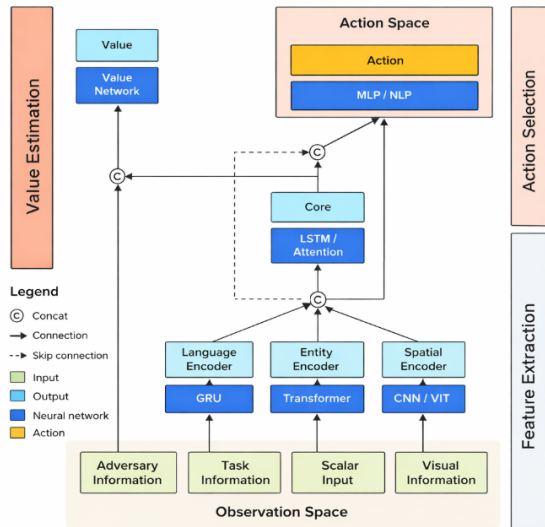 Value Estimation
Value
Value
Network
Action Space
Action
MLP / NLP
Action Selection
C
C
Core
LSTM /
Attention
C
Legend
C Concat
Connection
Skip connection
Input
Output
Neural network
Action
Language
Encoder
Entity
Encoder
Spatial
Encoder
GRU
Transformer
CNN / VIT
Feature Extraction
Adversary
Information
Task
Information
Scalar
Input
Visual
Information
Observation Space